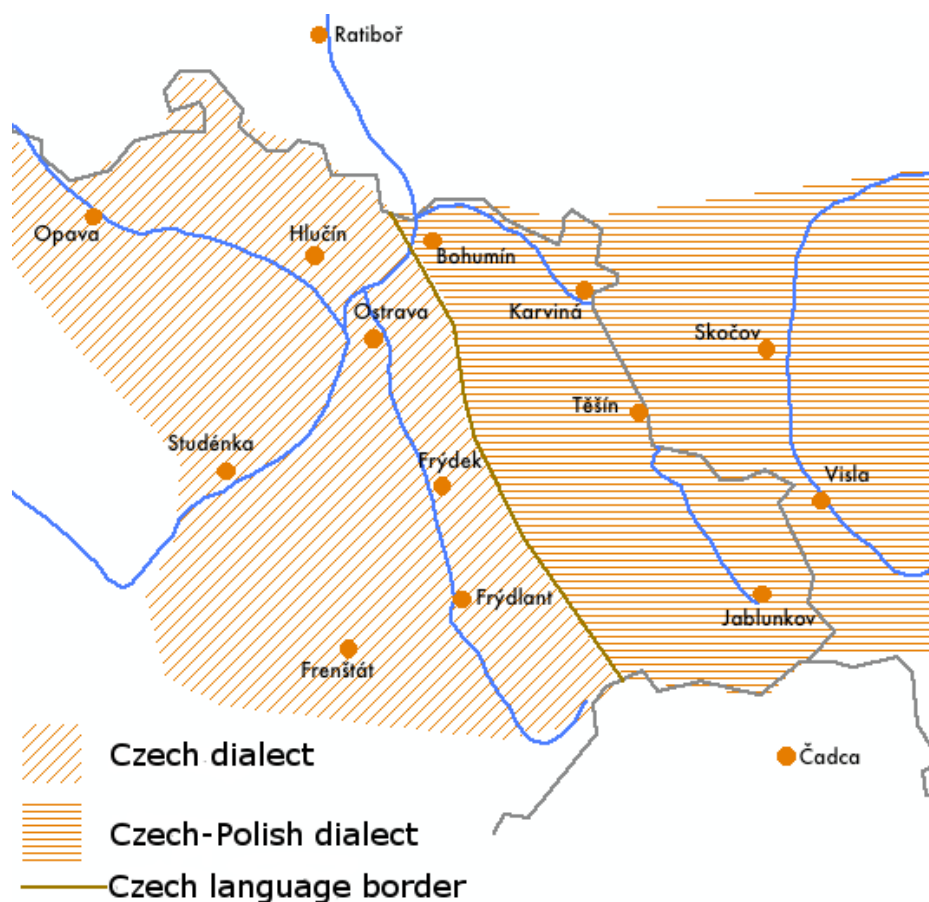 Ratiboř
Opava
Hlučín
Bohumín
Karviná
Ostrava
Skočov
Těšín
Studénka
Frýdek
Visla
Frýdlant
Jablunkov
Frenštát
Čadca
Czech dialect
Czech-Polish dialect
Czech language border